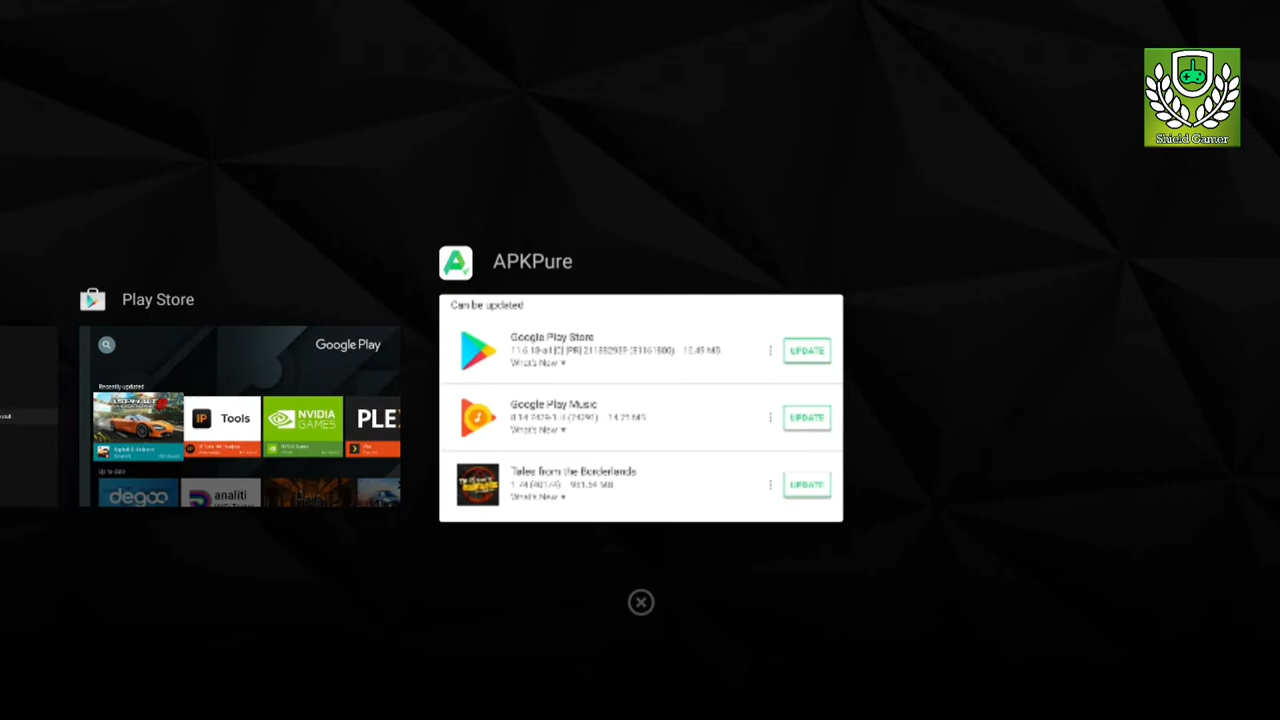 Shield Gamer
APKPure
Play Store
Can be updated
Google Play
Recently updated
Tools
NVIDIA
GAMES
PLE
Up to date
degoo
analiti
Google Play Store
UPDATE
What's New
Google Play Music
UPDATE
What's New
Tales from the Borderlands
UPDATE
What's New